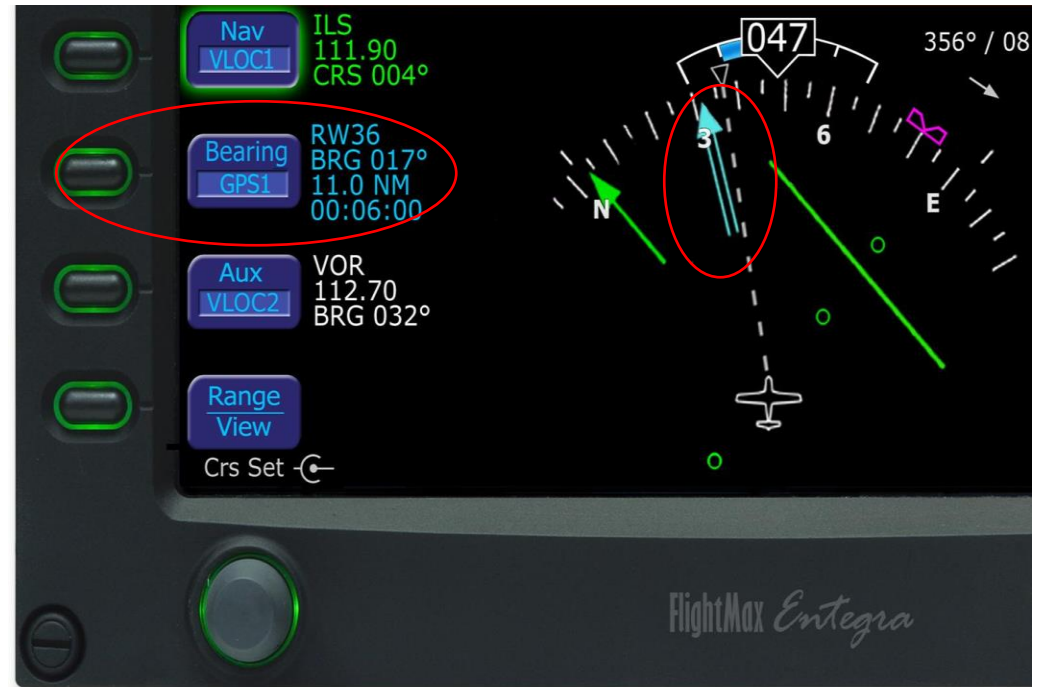 Nav
VLOC1
ILS
111.90
CRS 004°
Bearing
GPS1
RW36
BRG 017°
11.0 NM
00:06:00
Aux
VLOC2
VOR
112.70
BRG 032°
Range
View
Crs Set
047
356° / 08
N
3
6
E
FlightMax Entegra